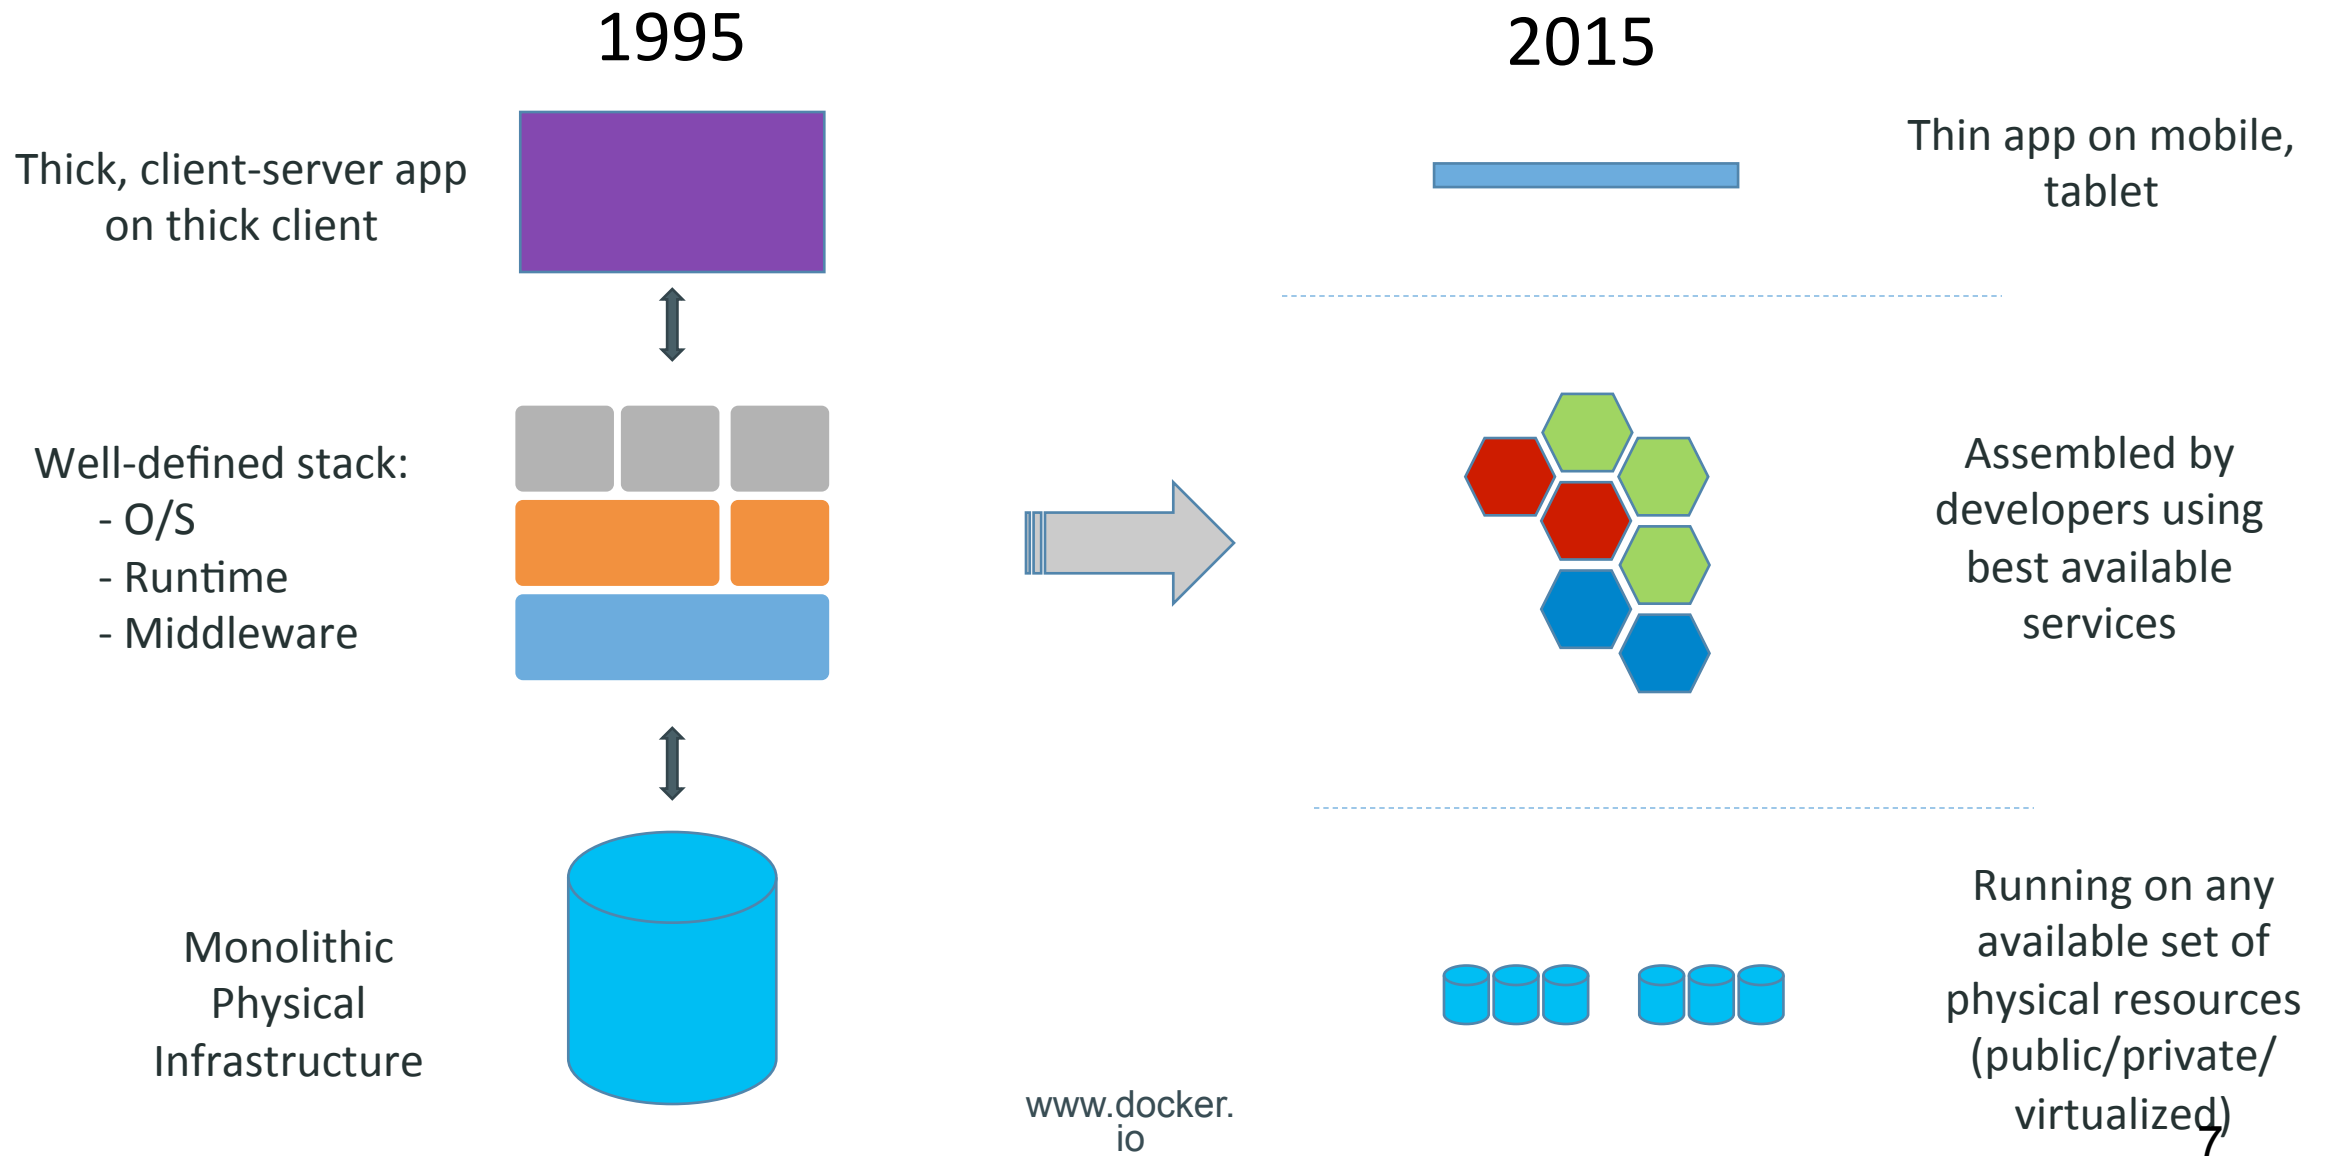 1995
Thick, client-server app
on thick client
Well-defined stack:
- O/S
- Runtime
- Middleware
Monolithic
Physical
Infrastructure
2015
Thin app on mobile,
tablet
Assembled by
developers using
best available
services
Running on any
available set of
physical resources
(public/private/
virtualized)
www.docker.
io
7